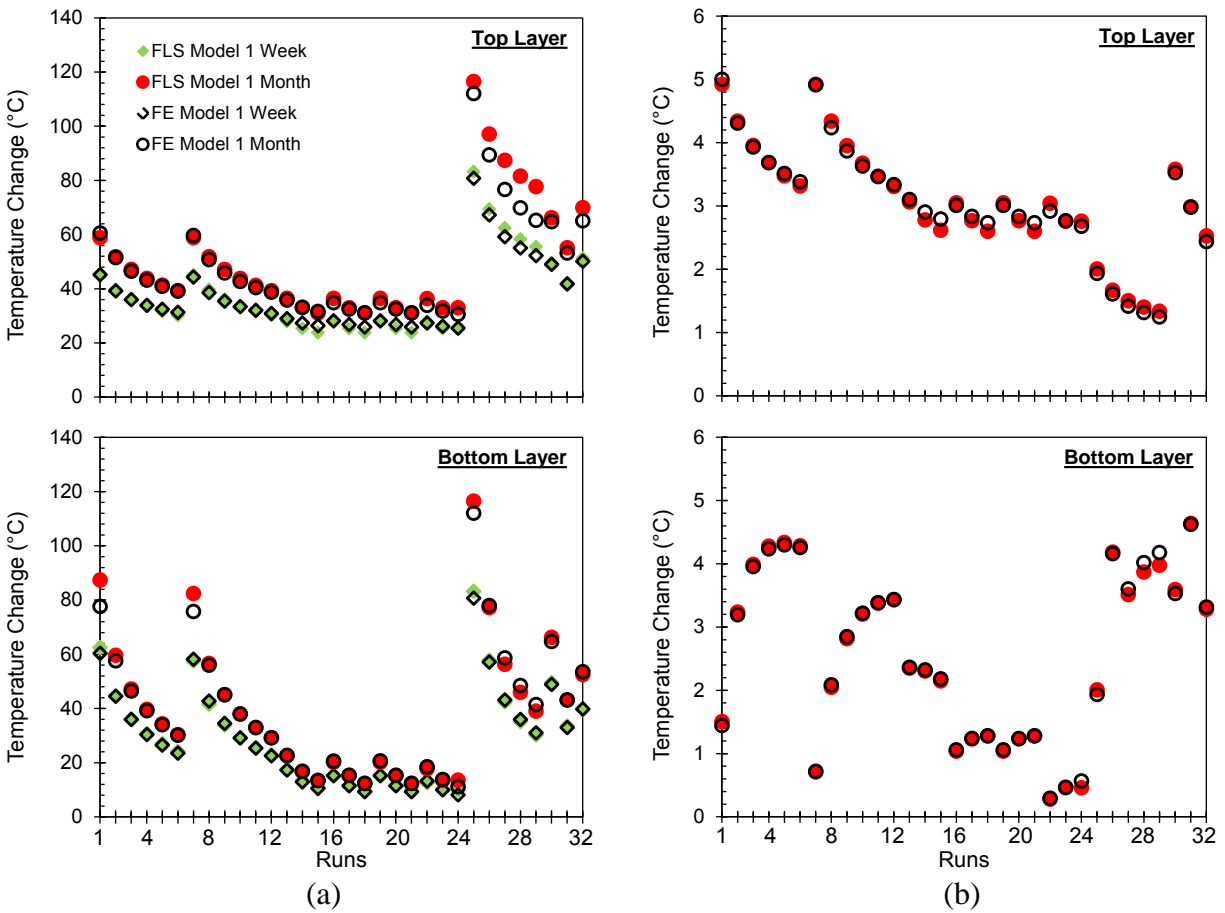 140
120
100
80
60
40
20
0
Temperature Change (°C)
Top Layer
FLS Model 1 Week
FLS Model 1 Month
FE Model 1 Week
FE Model 1 Month
6
5
4
3
2
1
0
Temperature Change (°C)
Top Layer
140
120
100
80
60
40
20
0
Temperature Change (°C)
Bottom Layer
1 4 8 12 16 20 24 28 32
Runs
(a)
6
5
4
3
2
1
0
Temperature Change (°C)
Bottom Layer
1 4 8 12 16 20 24 28 32
Runs
(b)